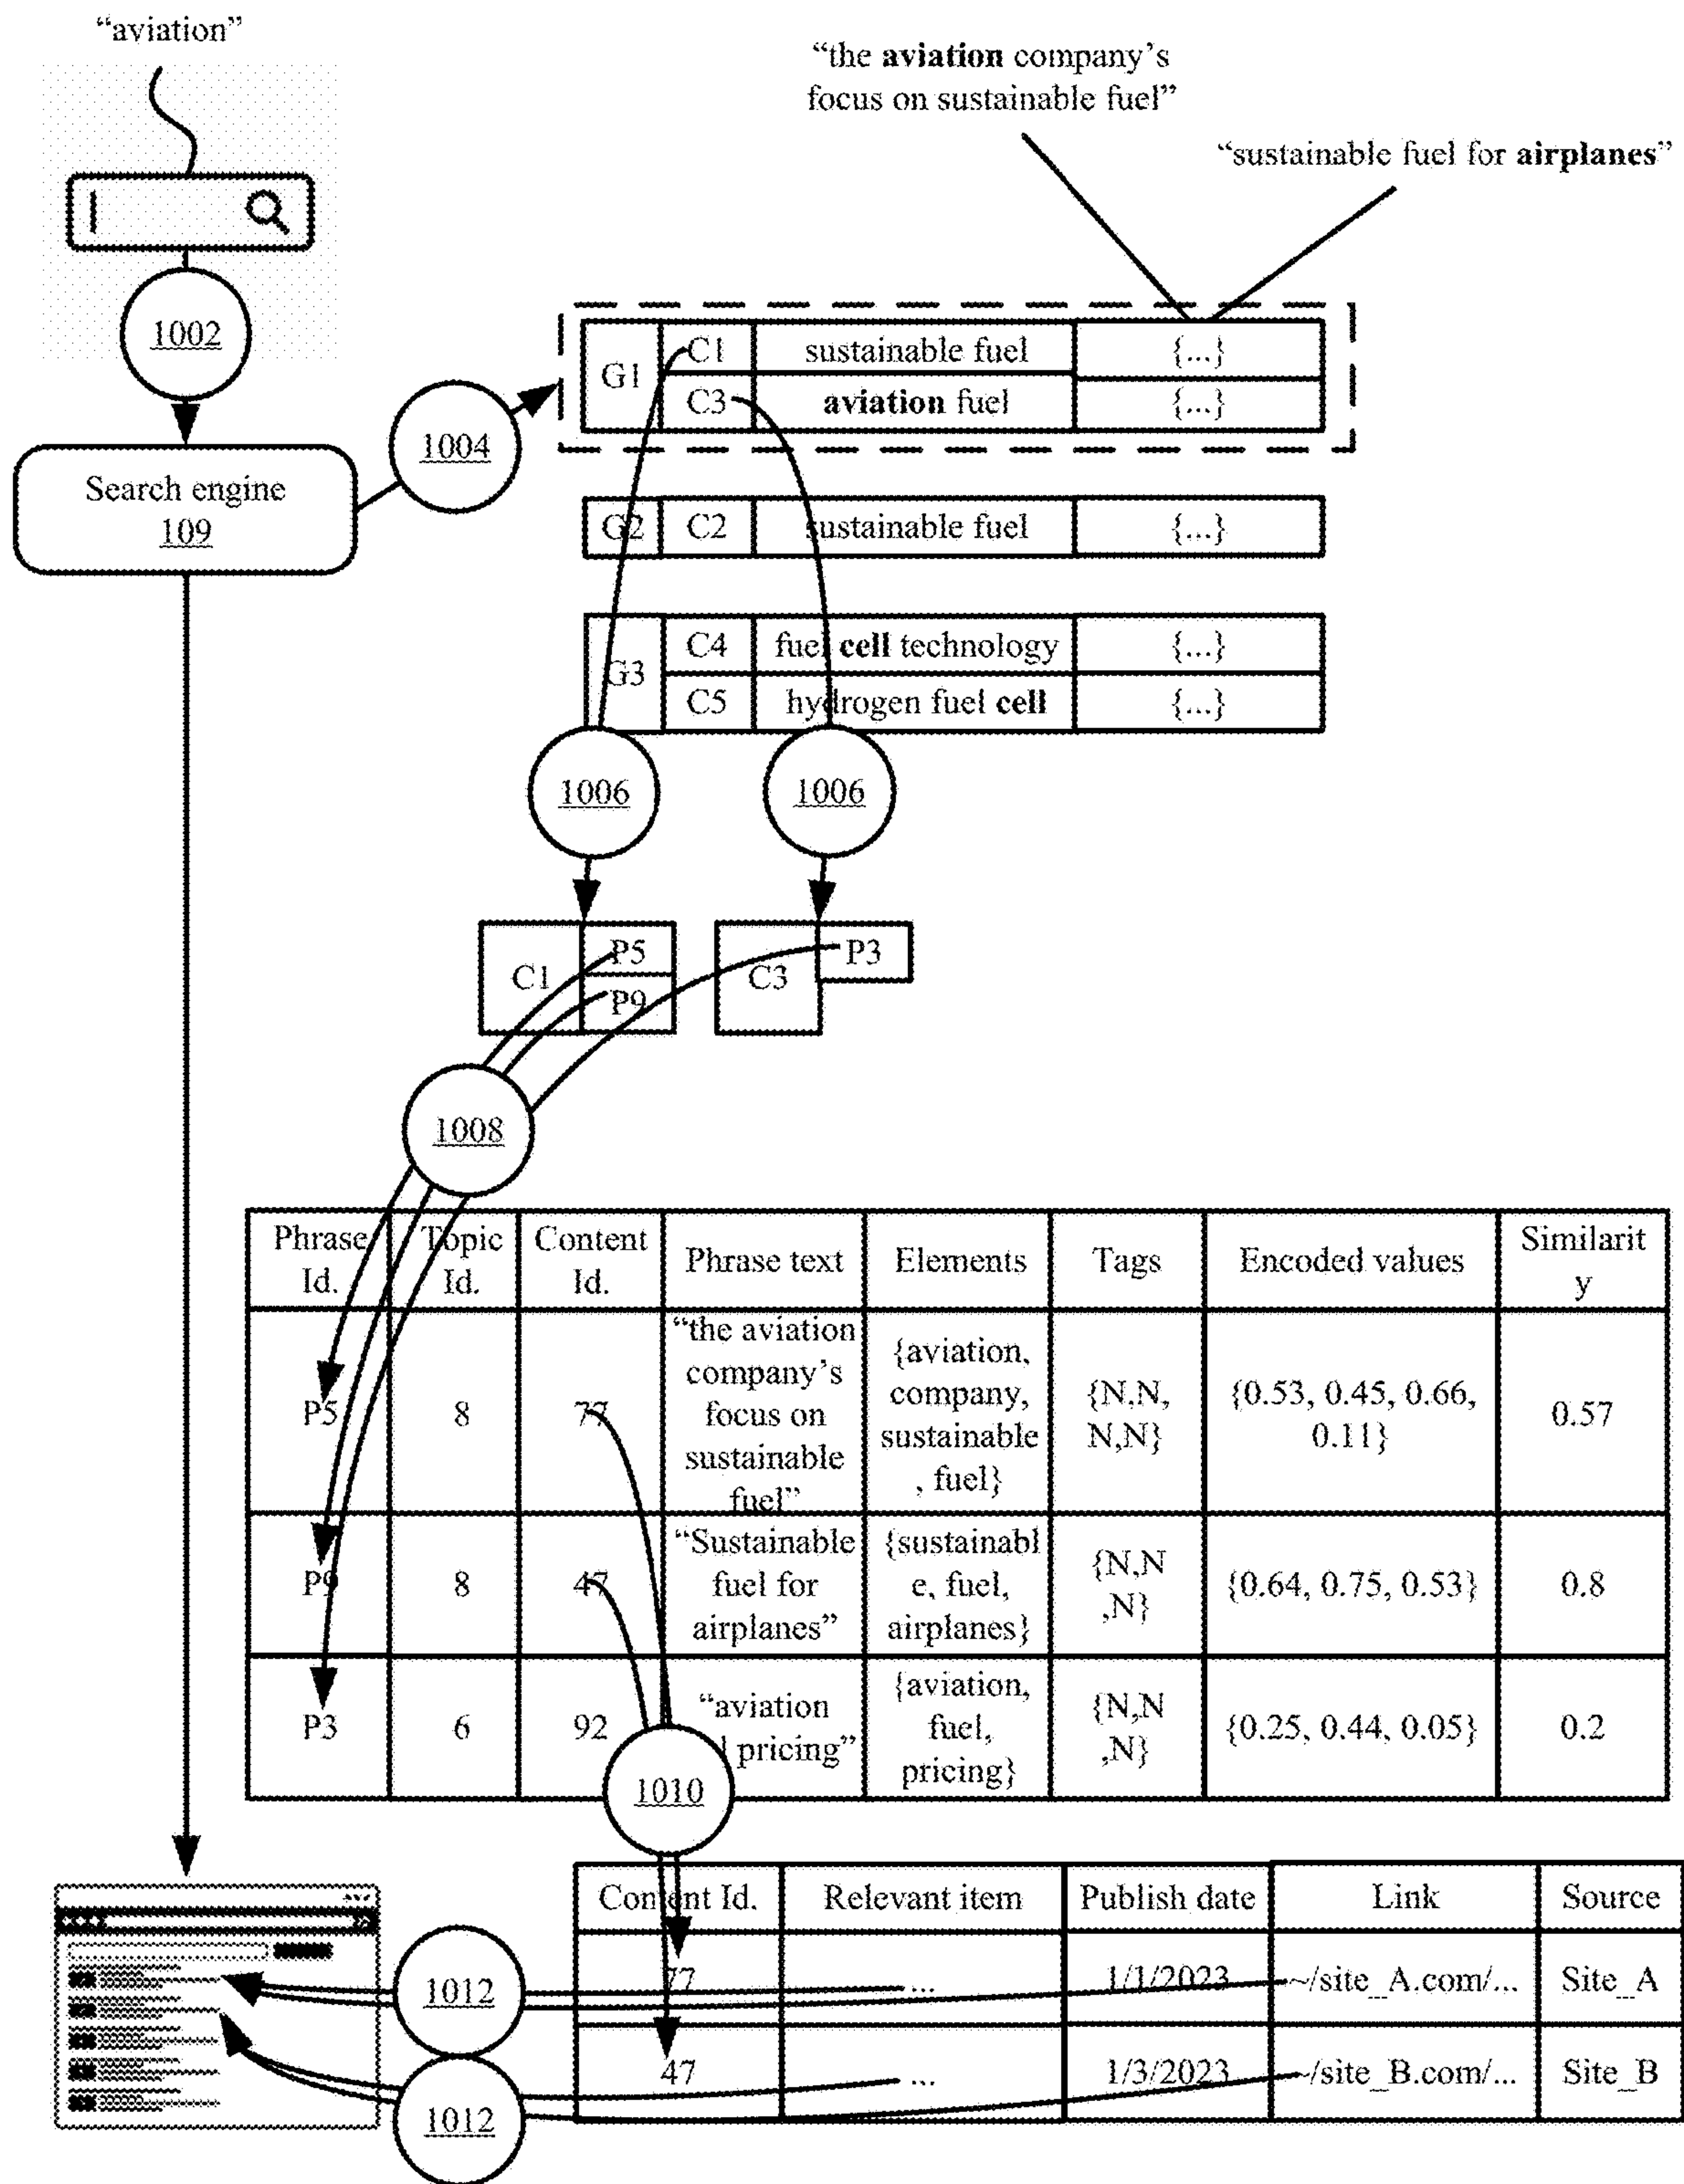 “aviation”
“the aviation company’s
focus on sustainable fuel”
“sustainable fuel for airplanes”
1002
G1
C1
sustainable fuel
{...}
C3
aviation fuel
{...}
1004
Search engine
109
G2
C2
sustainable fuel
{...}
G3
C4
fuel cell technology
{...}
C5
hydrogen fuel cell
{...}
1006
1006
C1
P5
P9
C3
P3
1008
Phrase
Id.
Topic
Id.
Content
Id.
Phrase text
Elements
Tags
Encoded values
Similarit
y
P5
8
77
“the aviation
company’s
focus on
sustainable
fuel”
{aviation,
company,
sustainable
, fuel}
{N,N,
N,N}
{0.53, 0.45, 0.66,
0.11}
0.57
P9
8
47
“Sustainable
fuel for
airplanes”
{sustainabl
e, fuel,
airplanes}
{N,N
,N}
{0.64, 0.75, 0.53}
0.8
P3
6
92
“aviation
pricing”
{aviation,
fuel,
pricing}
{N,N
,N}
{0.25, 0.44, 0.05}
0.2
1010
Content Id.
Relevant item
Publish date
Link
Source
77
...
1/1/2023
~/site_A.com/...
Site_A
47
...
1/3/2023
~/site_B.com/...
Site_B
1012
1012